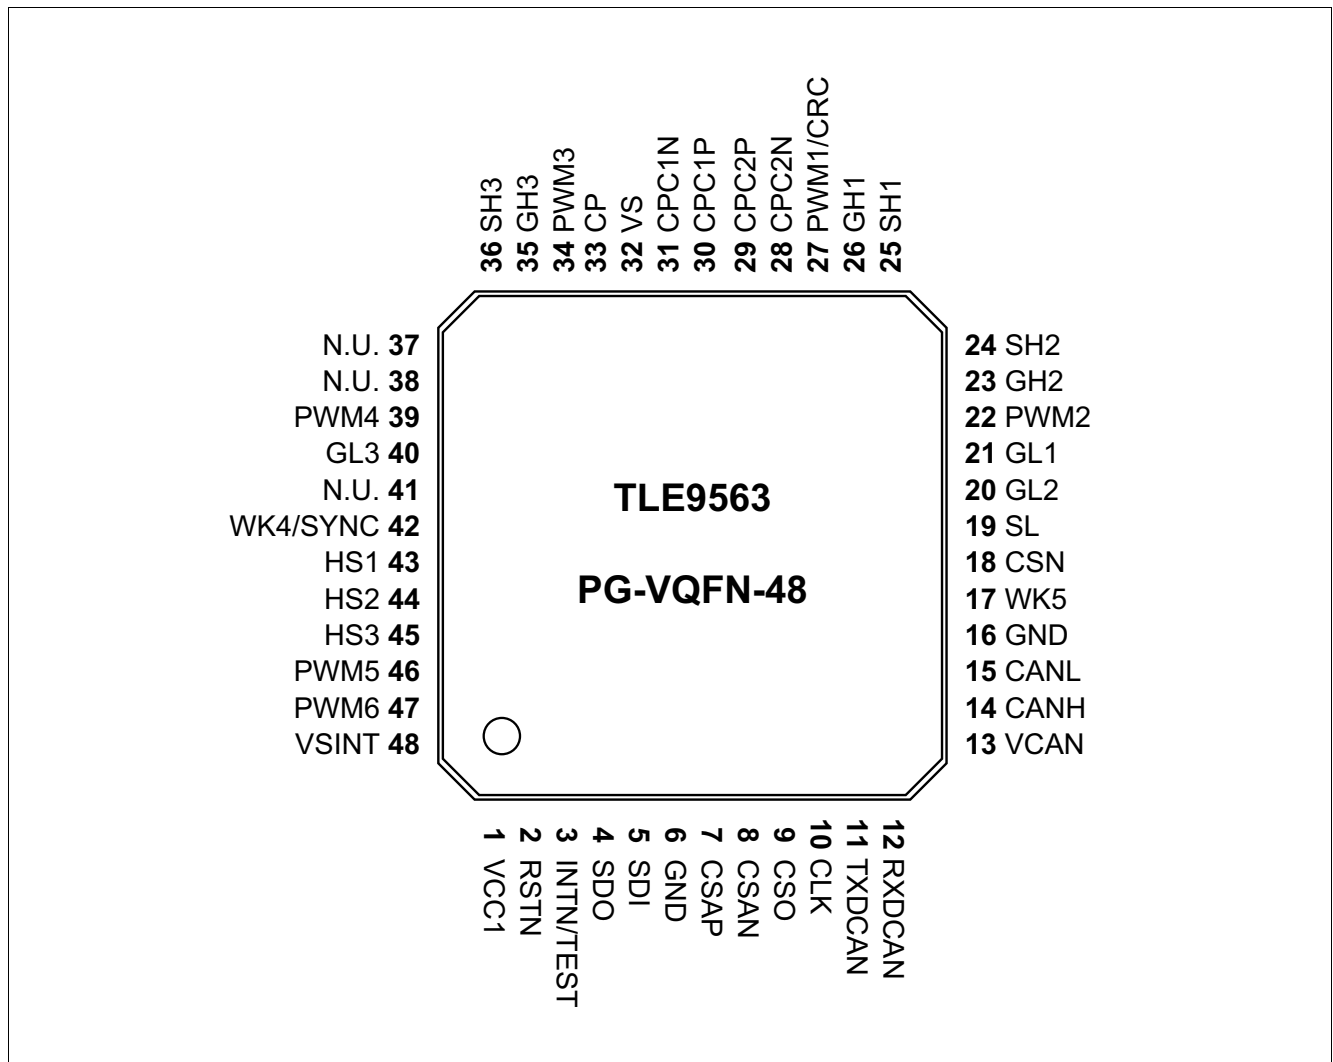 36 SH3
35 GH3
34 PWM3
33 CP
32 VS
31 CPC1N
30 CPC1P
29 CPC2P
28 CPC2N
27 PWM1/CRC
26 GH1
25 SH1
N.U. 37
N.U. 38
PWM4 39
GL3 40
N.U. 41
WK4/SYNC 42
HS1 43
HS2 44
HS3 45
PWM5 46
PWM6 47
VSINT 48
TLE9563
PG-VQFN-48
24 SH2
23 GH2
22 PWM2
21 GL1
20 GL2
19 SL
18 CSN
17 WK5
16 GND
15 CANL
14 CANH
13 VCAN
1 VCC1
2 RSTN
3 INTN/TEST
4 SDO
5 SDI
6 GND
7 CSAP
8 CSAN
9 CSO
10 CLK
11 TXDCAN
12 RXDCAN